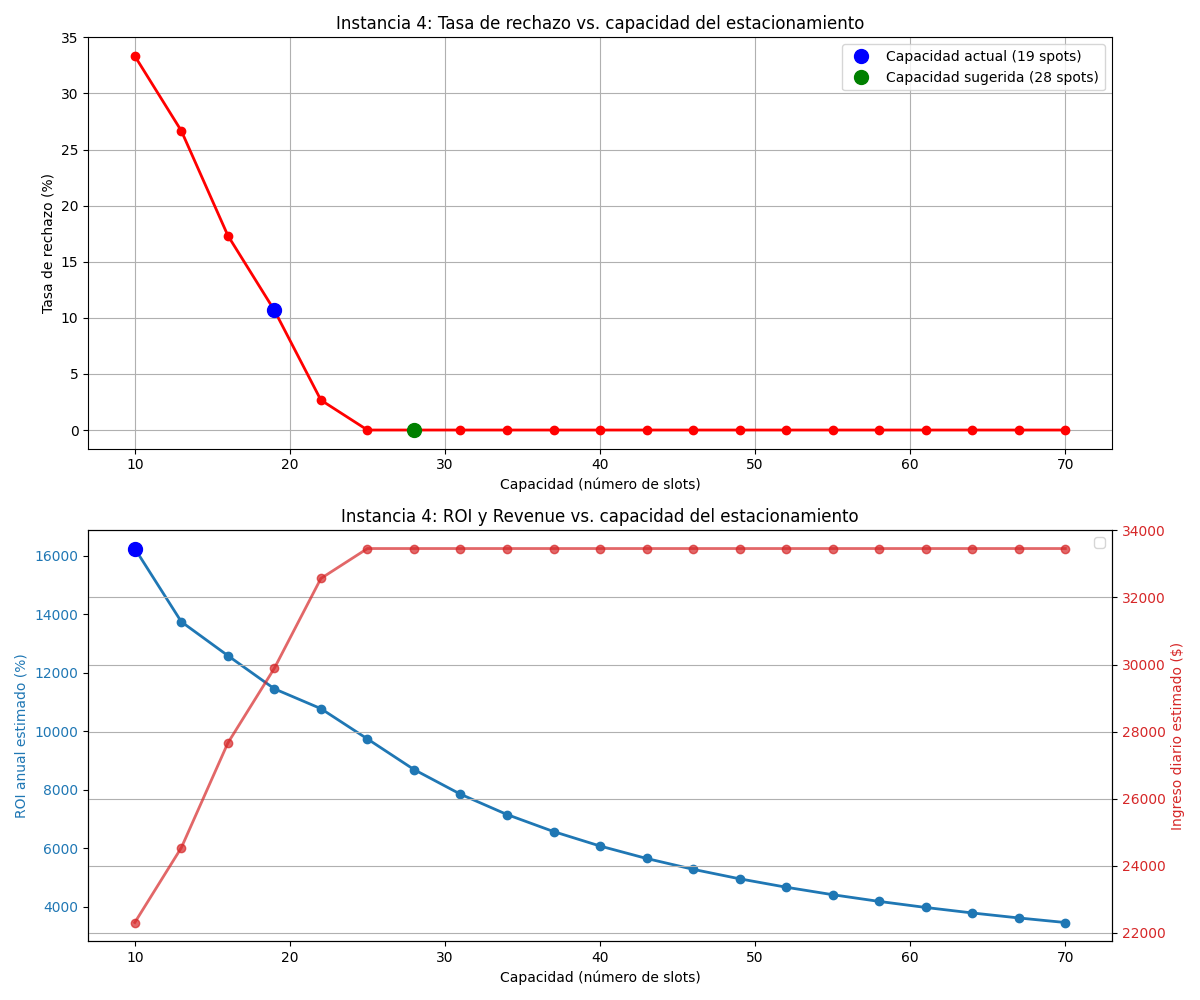 Instancia 4: Tasa de rechazo vs. capacidad del estacionamiento
Tasa de rechazo (%)
35
30
25
20
15
10
5
0
Capacidad actual (19 spots)
Capacidad sugerida (28 spots)
10 20 30 40 50 60 70
Capacidad (número de slots)
Instancia 4: ROI y Revenue vs. capacidad del estacionamiento
ROI anual estimado (%)
16000
14000
12000
10000
8000
6000
4000
34000
32000
30000
28000
26000
24000
22000
Ingreso diario estimado ($)
10 20 30 40 50 60 70
Capacidad (número de slots)